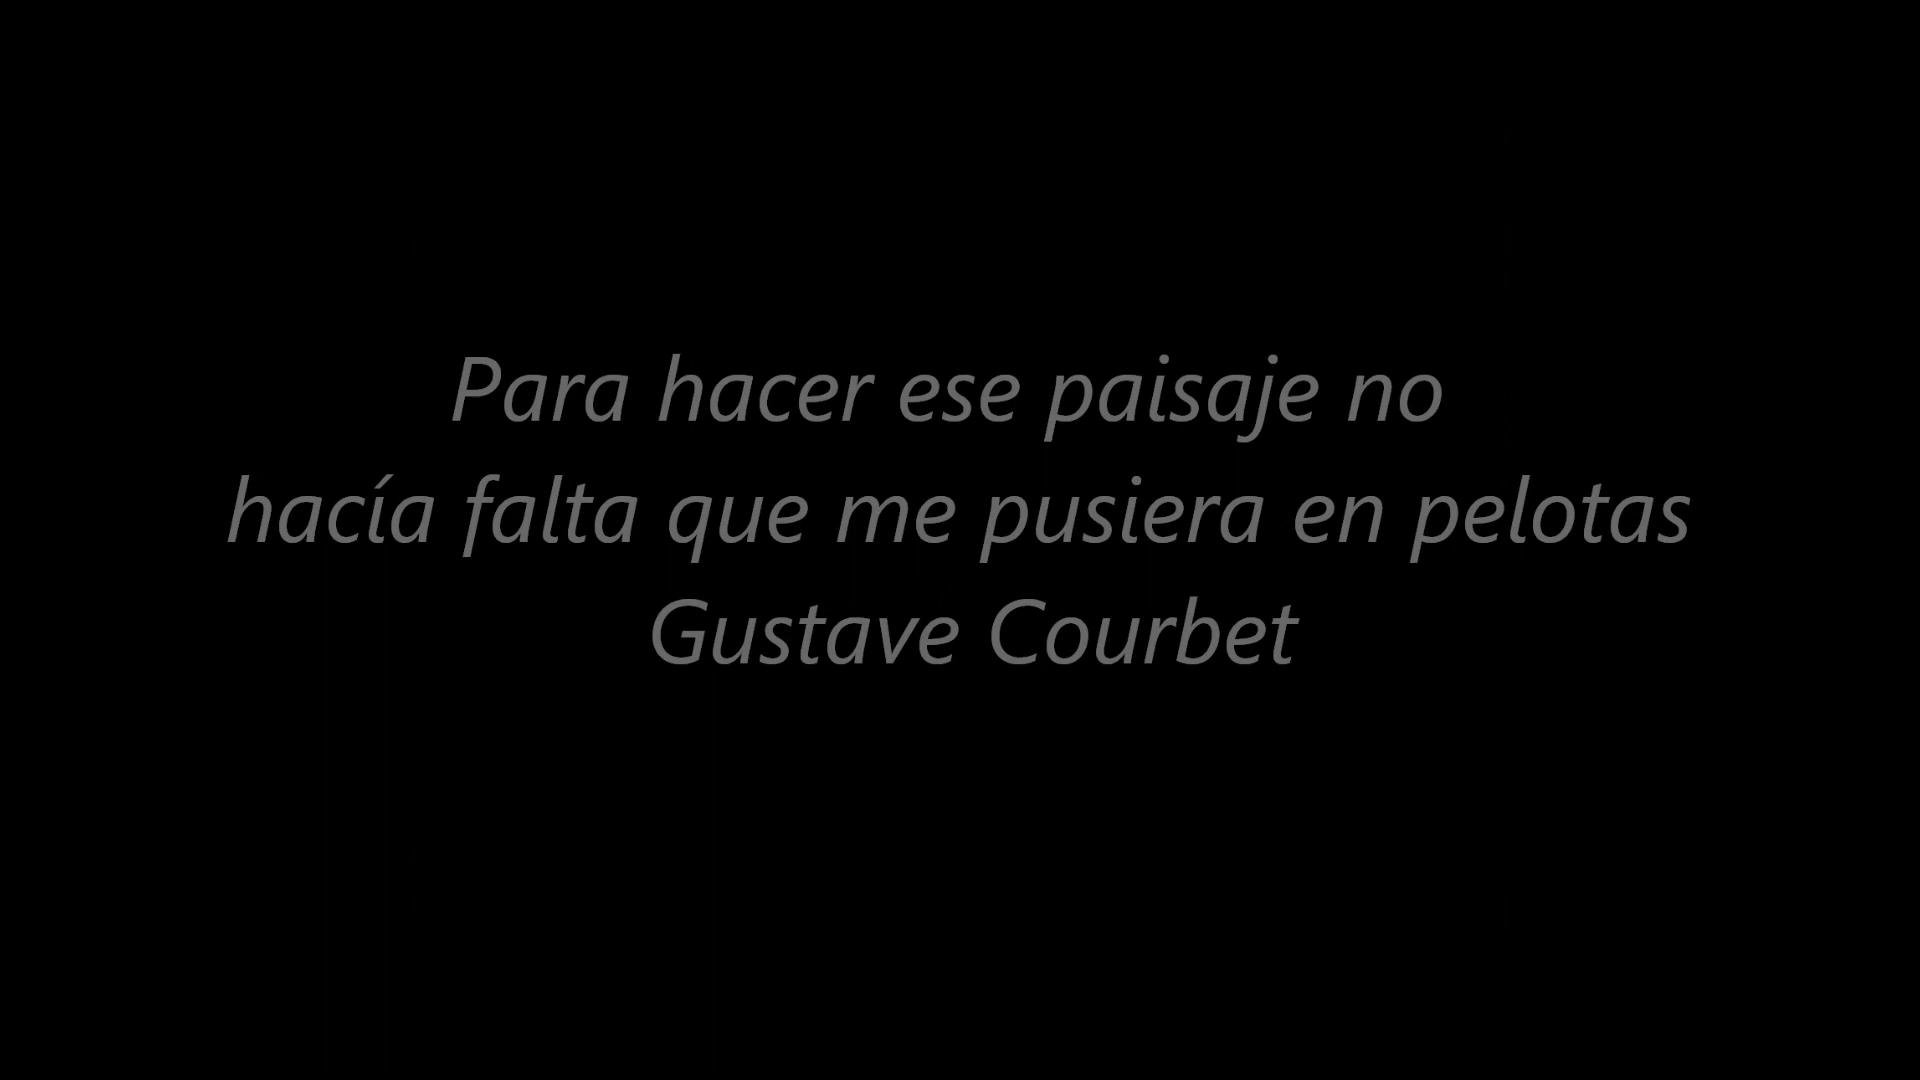 Para hacer ese paisaje no
hacía falta que me pusiera en pelotas
Gustave Courbet